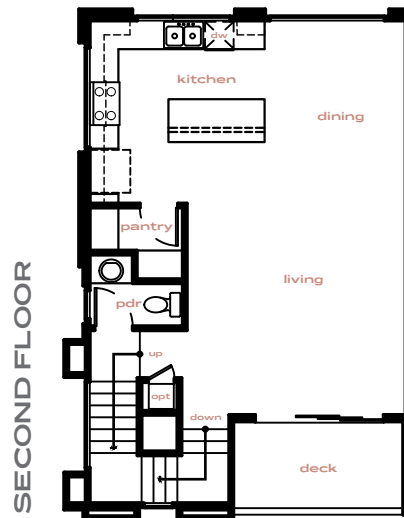 dw
kitchen
dining
pantry
living
pdr
up
opt
down
deck
SECOND FLOOR